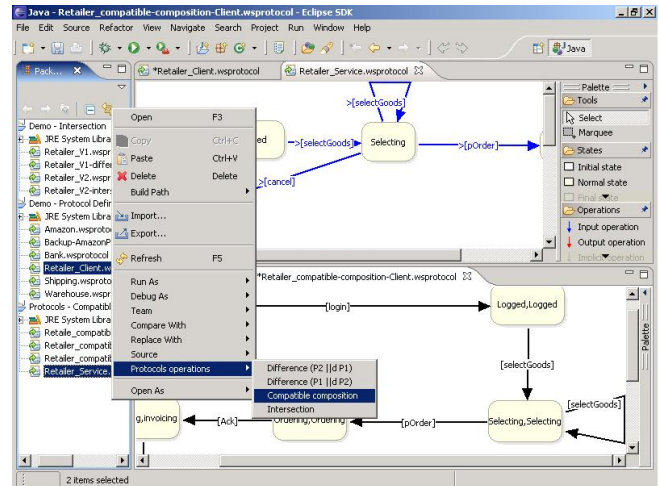 Java - Retailer_compatible-composition-Client.wsprotocol - Eclipse SDK
File Edit Source Refactor View Navigate Search Project Run Window Help
Java
Pack...
*Retailer_Client.wsprotocol
Retailer_Service.wsprotocol
Demo - Intersection
JRE System Libra
Retailer_V1.wspr
Retailer_V1-differ
Retailer_V2.wspr
Retailer_V2-inters
Demo - Protocol Defir
JRE System Libra
Amazon.wsprotoc
Backup-AmazonP
Bank.wsprotocol
Retailer_Client.w
Shipping.wsproto
Warehouse.wspr
Protocols - Compatibl
JRE System Libra
Retaile_compatib
Retailer_compatib
Retailer_compatib
Retailer_Service.
Open F3
Copy Ctrl+C
Paste Ctrl+V
Delete Delete
Build Path
Import...
Export...
Refresh F5
Run As
Debug As
Team
Compare With
Replace With
Source
Protocols operations
Open As
Difference (P2 ||d P1)
Difference (P1 ||d P2)
Compatible composition
Intersection
>[selectGoods]
ed
~>[selectGoods]
Selecting
~>[pOrder]
>[cancel]
Palette
Tools
Select
Marquee
States
Initial state
Normal state
Final state
Operations
Input operation
Output operation
Implicit operation
*Retailer_compatible-composition-Client.wsprotocol
[login]
Logged,Logged
Palette
[selectGoods]
[selectGoods]
g,invoicing
[Ack]
Ordering,Ordering
[pOrder]
Selecting,Selecting
2 items selected